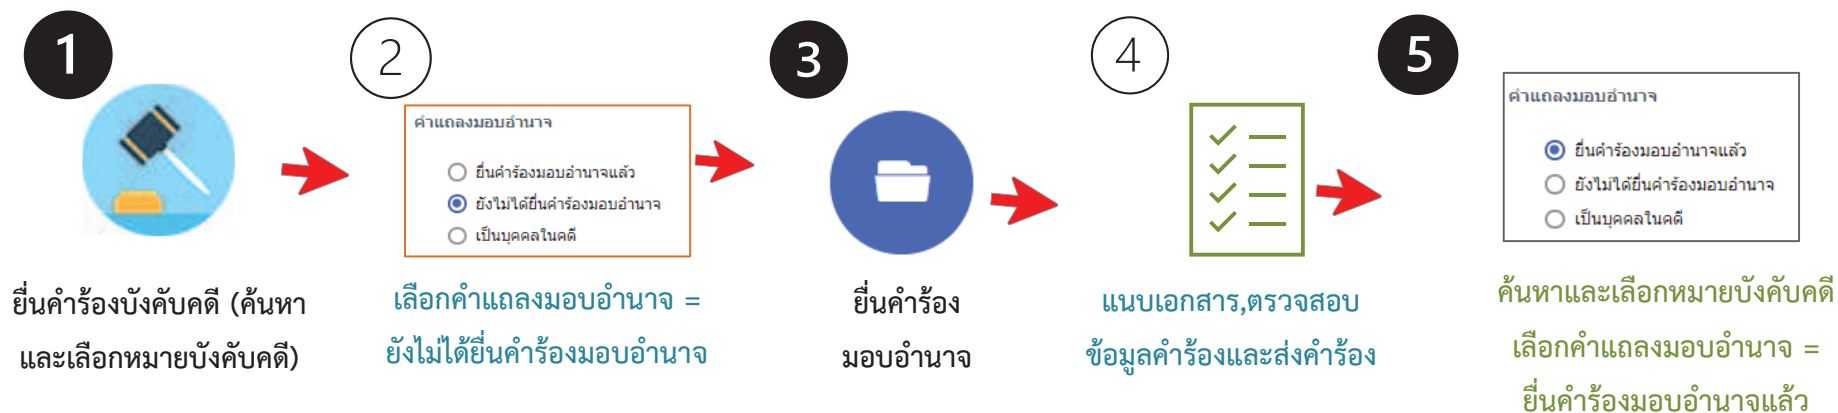 1
ยื่นคำร้องบังคับคดี (ค้นหา
และเลือกหมายบังคับคดี)
2
คำแถลงมอบอำนาจ
ยื่นคำร้องมอบอำนาจแล้ว
ยังไม่ได้ยื่นคำร้องมอบอำนาจ
เป็นบุคคลในคดี
เลือกคำแถลงมอบอำนาจ =
ยังไม่ได้ยื่นคำร้องมอบอำนาจ
3
ยื่นคำร้อง
มอบอำนาจ
4
แนบเอกสาร,ตรวจสอบ
ข้อมูลคำร้องและส่งคำร้อง
5
คำแถลงมอบอำนาจ
ยื่นคำร้องมอบอำนาจแล้ว
ยังไม่ได้ยื่นคำร้องมอบอำนาจ
เป็นบุคคลในคดี
ค้นหาและเลือกหมายบังคับคดี
เลือกคำแถลงมอบอำนาจ =
ยื่นคำร้องมอบอำนาจแล้ว